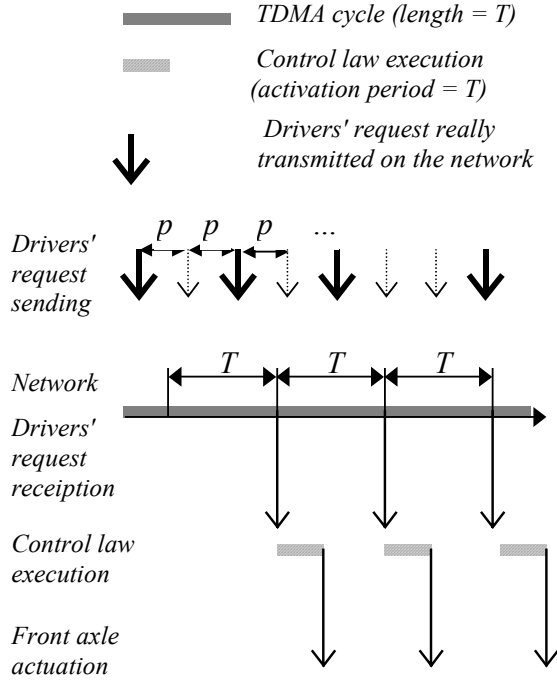 TDMA cycle (length = T)
Control law execution
(activation period = T)
Drivers' request really
transmitted on the network
p p p ...
Drivers'
request
sending
T T T
Network
Drivers'
request
receiption
Control law
execution
Front axle
actuation